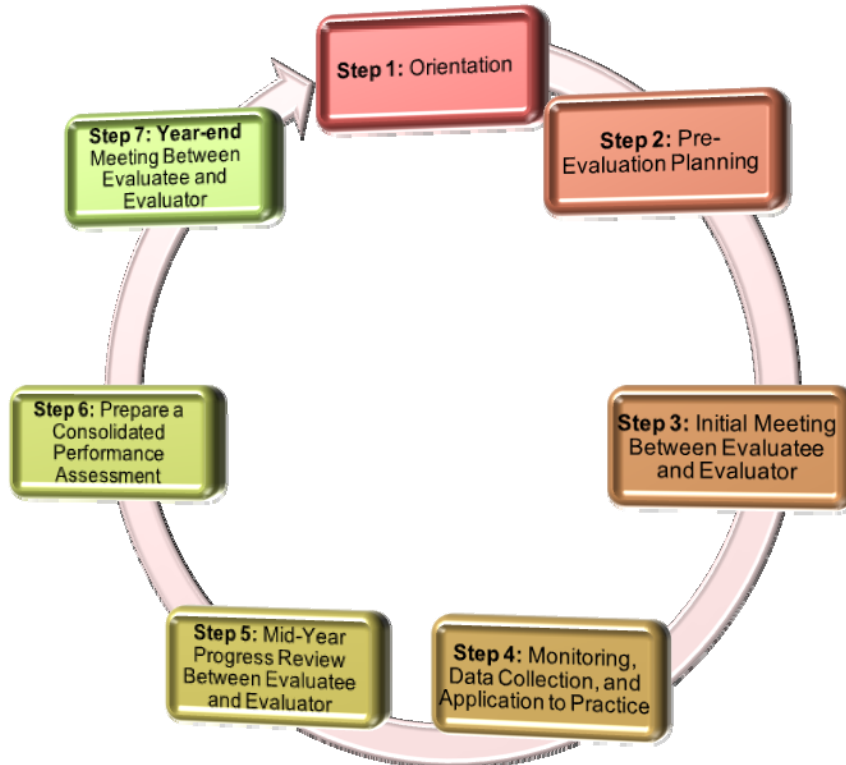 Step 1: Orientation
Step 2: Pre-
Evaluation Planning
Step 3: Initial Meeting
Between Evaluatee
and Evaluator
Step 4: Monitoring,
Data Collection, and
Application to Practice
Step 5: Mid-Year
Progress Review
Between Evaluatee
and Evaluator
Step 6: Prepare a
Consolidated
Performance
Assessment
Step 7: Year-end
Meeting Between
Evaluatee and
Evaluator